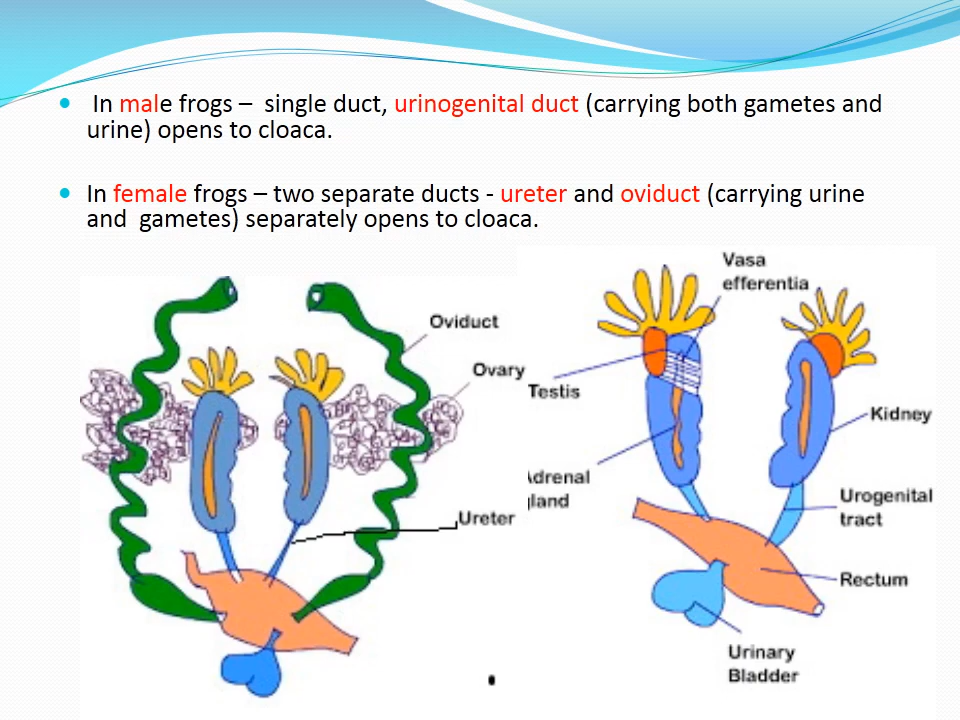 In male frogs – single duct, urinogenital duct (carrying both gametes and
urine) opens to cloaca.
In female frogs – two separate ducts - ureter and oviduct (carrying urine
and gametes) separately opens to cloaca.
Oviduct
Ovary
Ureter
Vasa
efferentia
Testis
Kidney
drenal
land
Urogenital
tract
Rectum
Urinary
Bladder